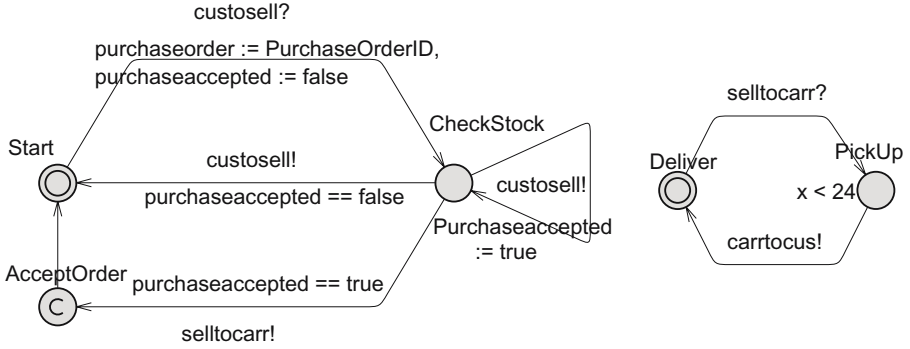 custosell?
purchaseorder := PurchaseOrderID,
purchaseaccepted := false
Start
CheckStock
custosell!
purchaseaccepted == false
custosell!
Purchaseaccepted
:= true
AcceptOrder
purchaseaccepted == true
selltocarr!
C
selltocarr?
Deliver
PickUp
x < 24
carrtocus!